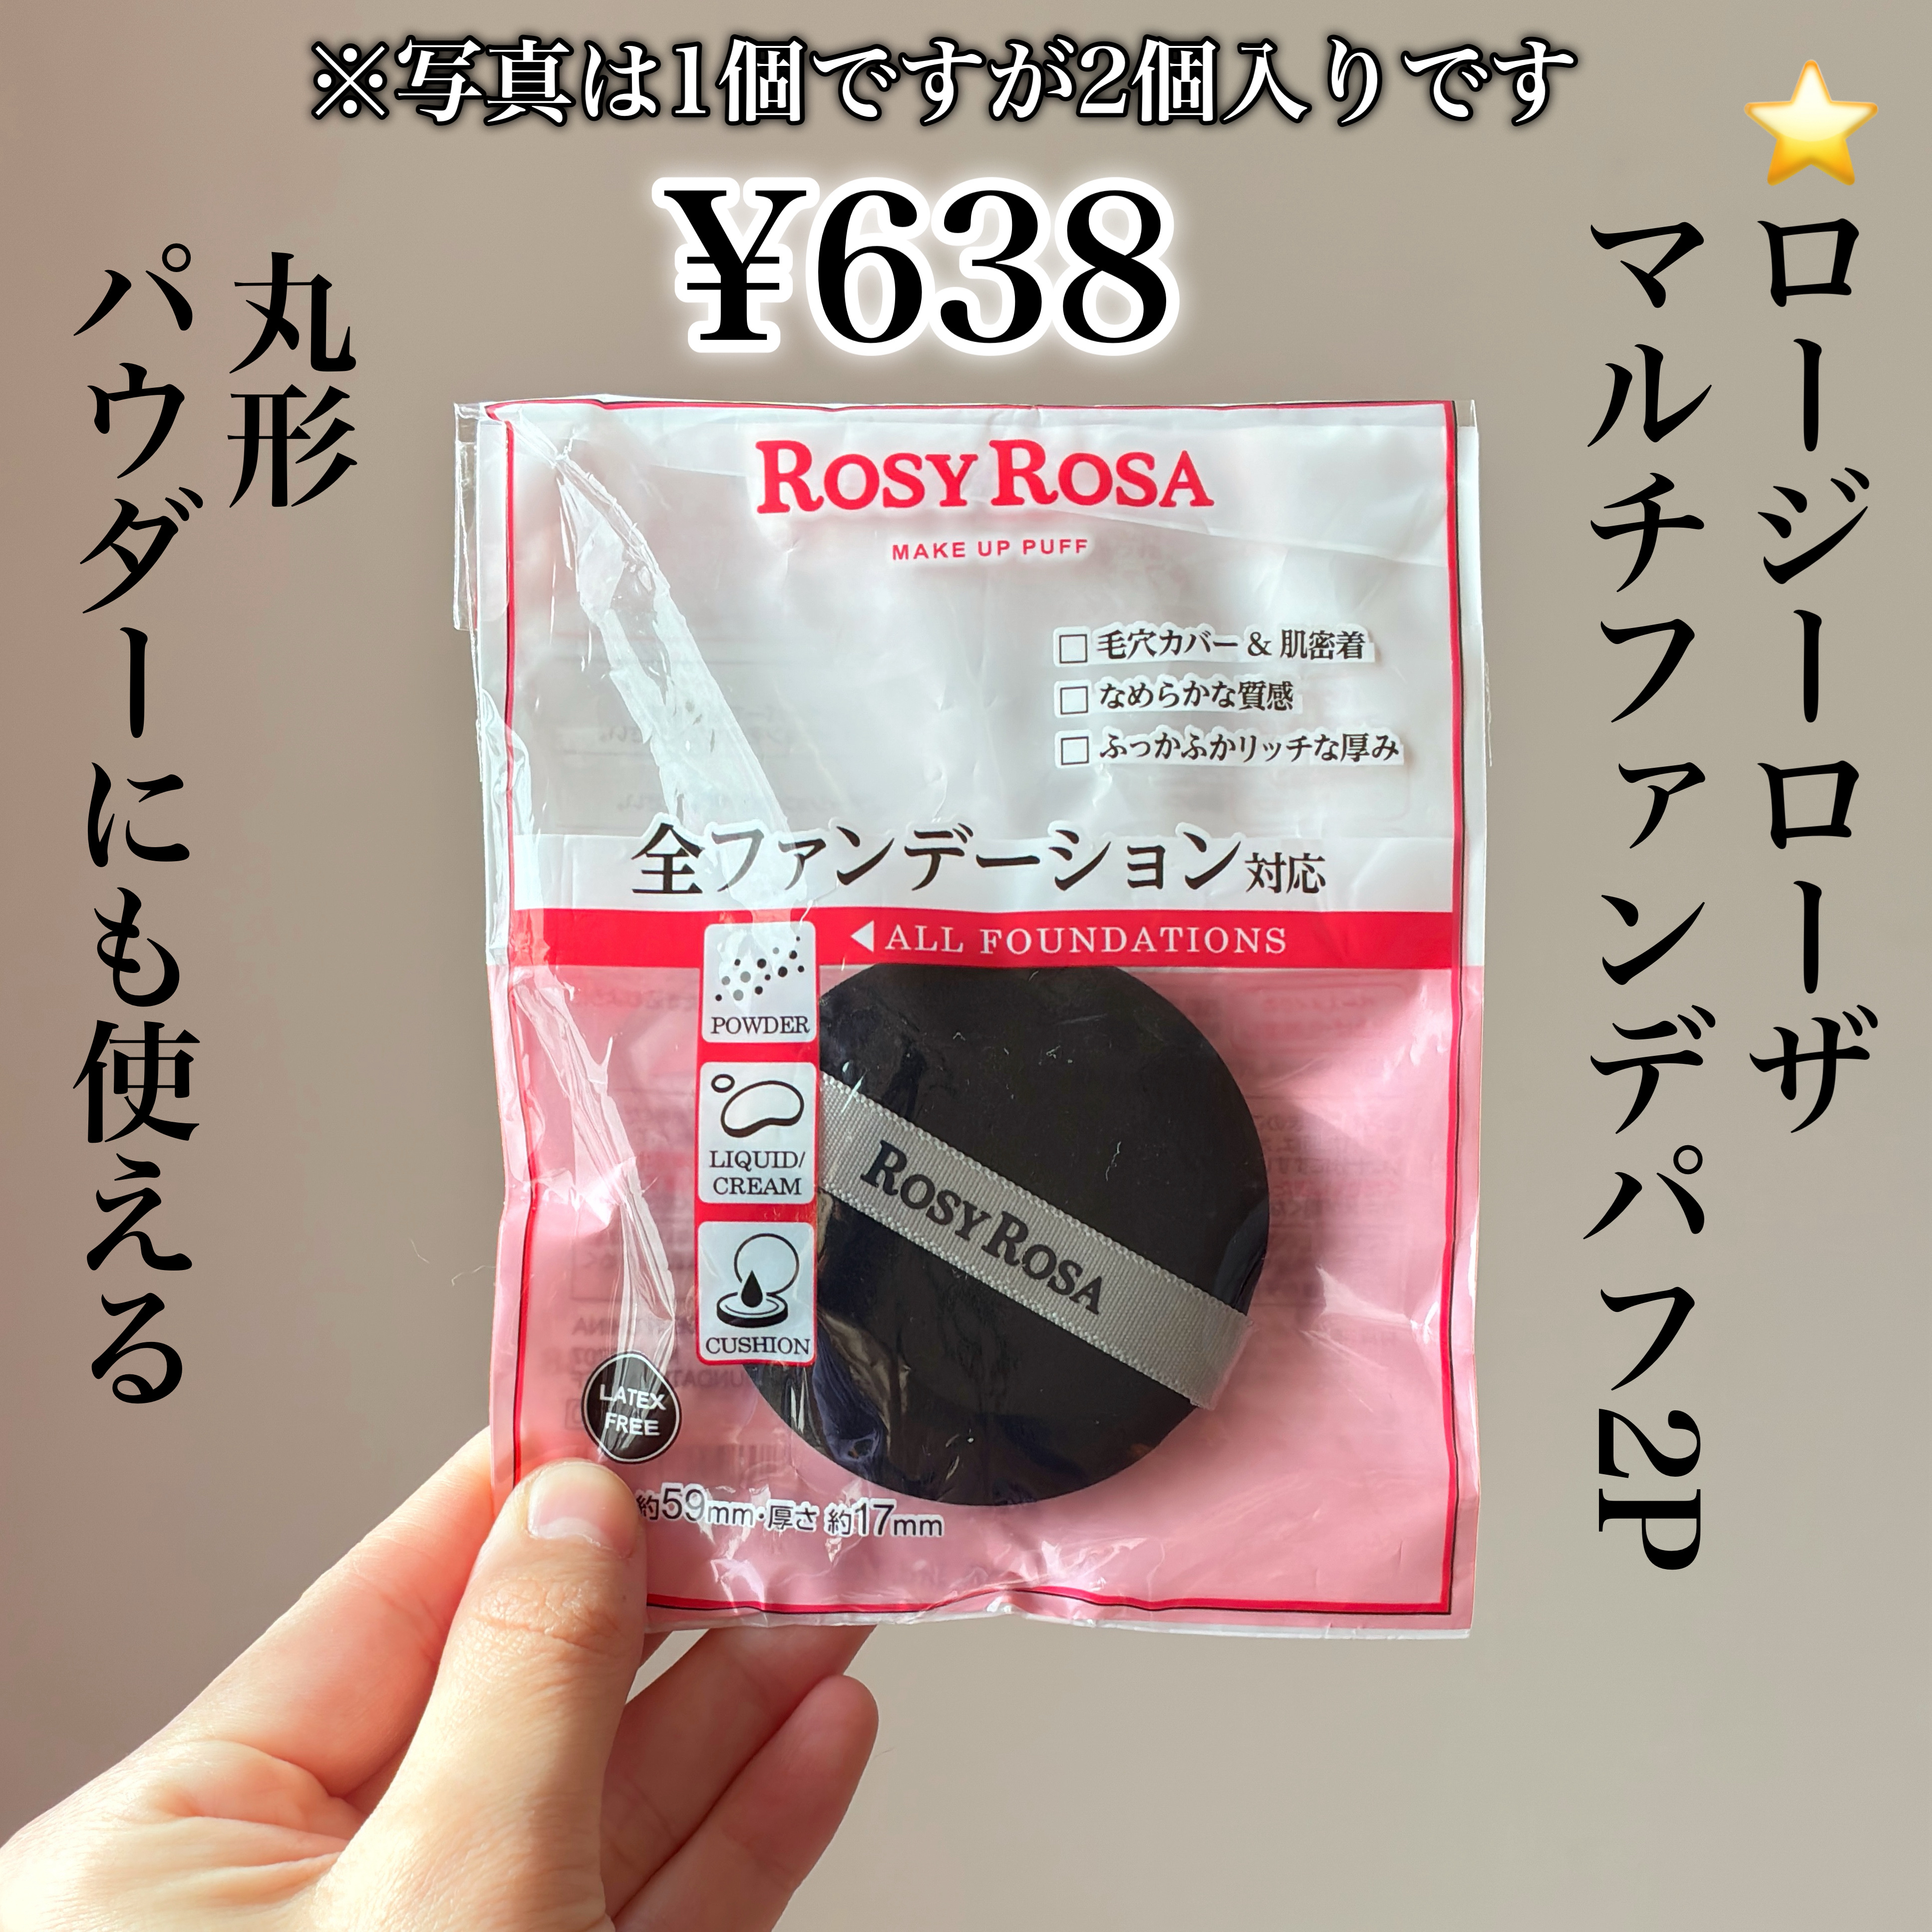 ※写真は1個ですが2個入りです
¥638
⭐ロージーローザ
マルチファンデパフ2P
丸形
パウダーにも使える
ROSY ROSA
MAKE UP PUFF
□ 毛穴カバー & 肌密着
□ なめらかな質感
□ ふっかふかリッチな厚み
全ファンデーション対応
◀ALL FOUNDATIONS
POWDER
LIQUID/
CREAM
CUSHION
ROSY ROSA
LATEX
FREE
約59mm・厚さ 約17mm